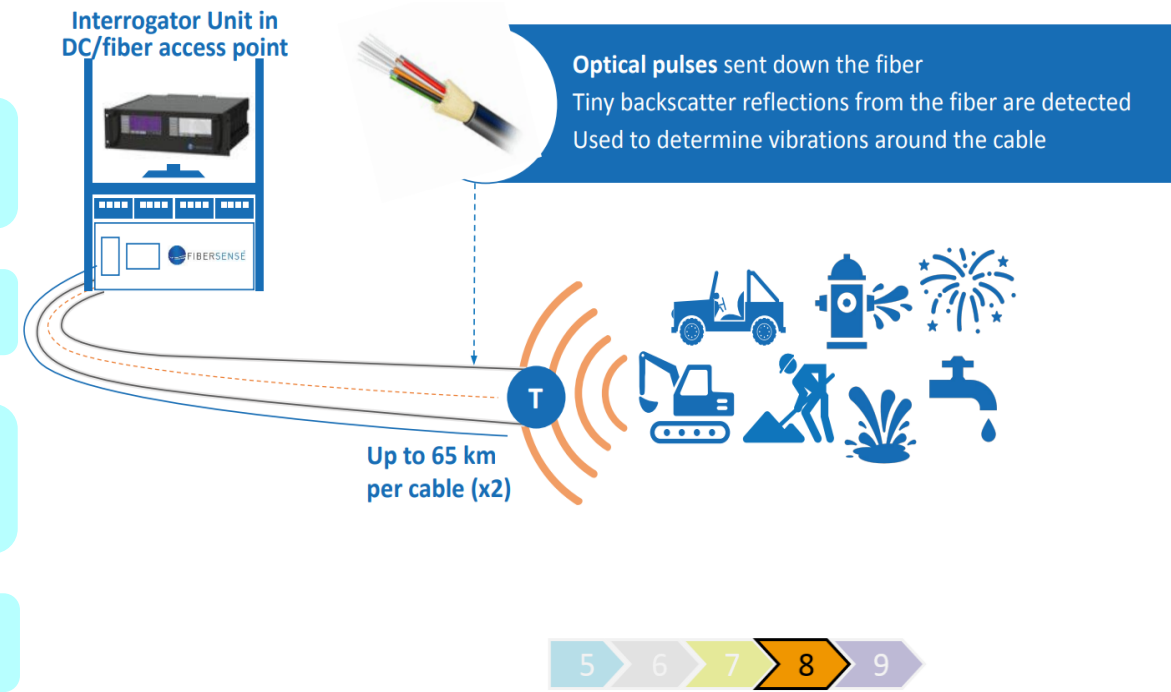 Interrogator Unit in
DC/fiber access point
Optical pulses sent down the fiber
Tiny backscatter reflections from the fiber are detected
Used to determine vibrations around the cable
FIBERSENSE
T
Up to 65 km
per cable (x2)
5 6 7 8 9